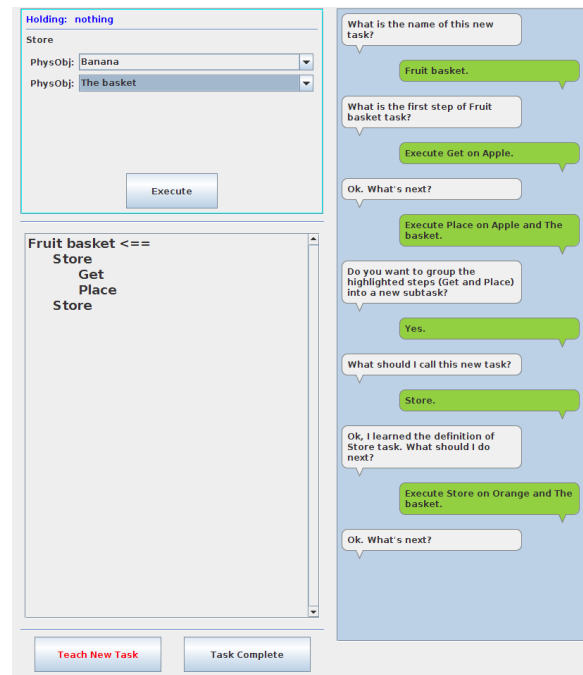 Holding: nothing
Store
PhysObj: Banana
PhysObj: The basket
Execute
Fruit basket <==
Store
Get
Place
Store
Teach New Task
Task Complete
What is the name of this new
task?
Fruit basket.
What is the first step of Fruit
basket task?
Execute Get on Apple.
Ok. What's next?
Execute Place on Apple and The
basket.
Do you want to group the
highlighted steps (Get and Place)
into a new subtask?
Yes.
What should I call this new task?
Store.
Ok, I learned the definition of
Store task. What should I do
next?
Execute Store on Orange and The
basket.
Ok. What's next?